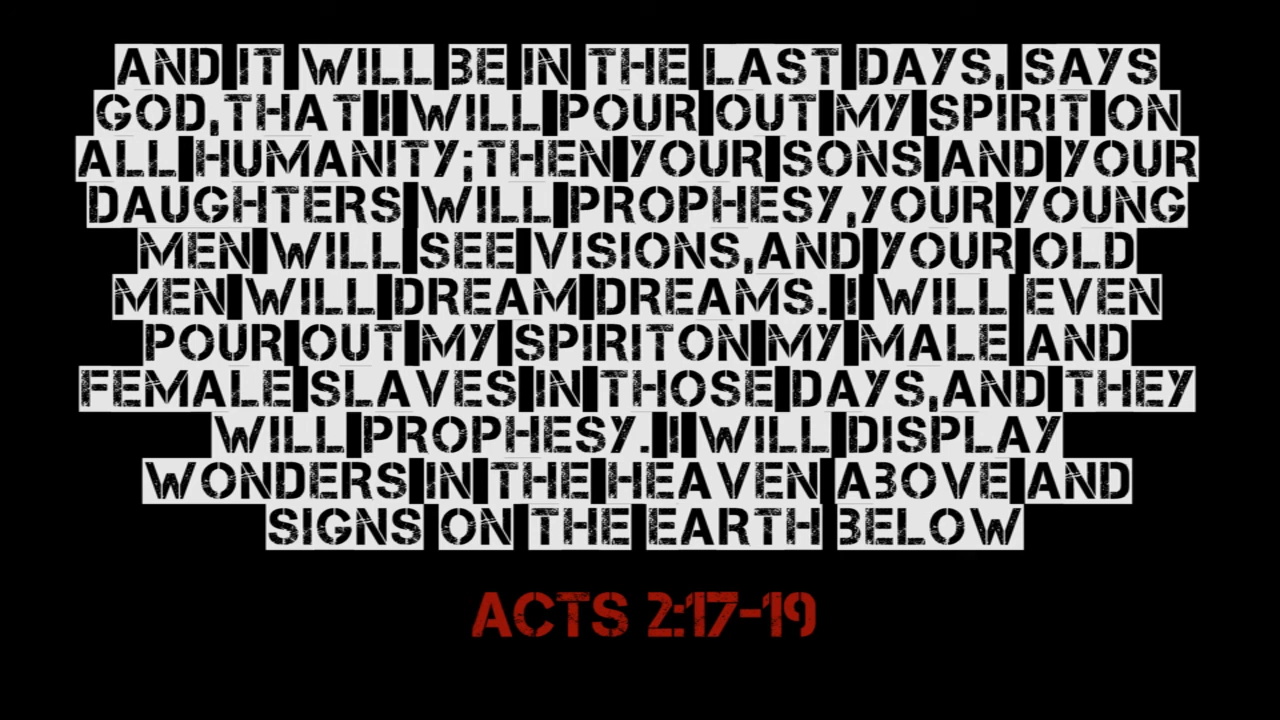 AND IT WILL BE IN THE LAST DAYS, SAYS
GOD,THAT I WILL POUR OUT MY SPIRIT ON
ALL HUMANITY;THEN YOUR SONS AND YOUR
DAUGHTERS WILL PROPHESY,YOUR YOUNG
MEN WILL SEE VISIONS,AND YOUR OLD
MEN WILL DREAM DREAMS. I WILL EVEN
POUR OUT MY SPIRITON MY MALE AND
FEMALE SLAVES IN THOSE DAYS,AND THEY
WILL PROPHESY. I WILL DISPLAY
WONDERS IN THE HEAVEN ABOVE AND
SIGNS ON THE EARTH BELOW
ACTS 2:17-19